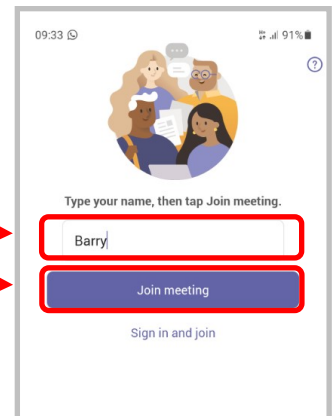 09:33 91%
?
Type your name, then tap Join meeting.
Barry
Join meeting
Sign in and join